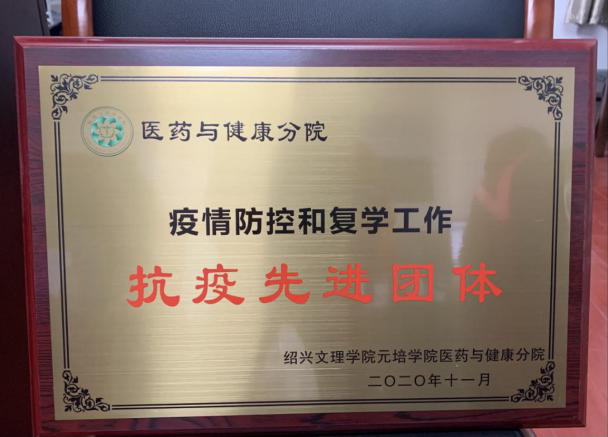 医药与健康分院
疫情防控和复学工作
抗疫先进团体
绍兴文理学院元培学院医药与健康分院
二〇二〇年十一月